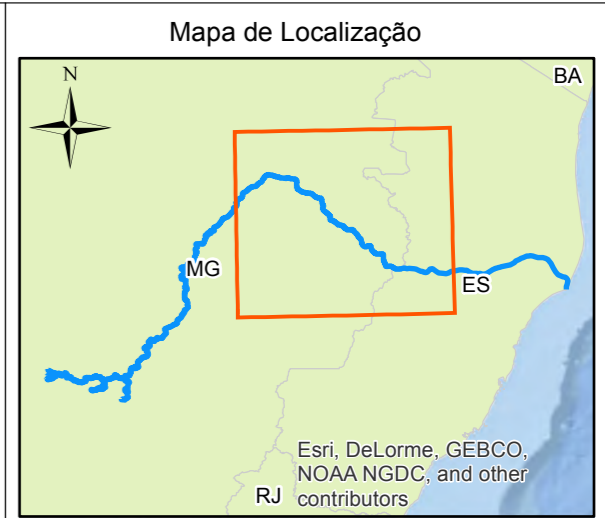 Mapa de Localização
N
BA
MG
ES
Esri, DeLorme, GEBCO,
NOAA NGDC, and other
RJ contributors